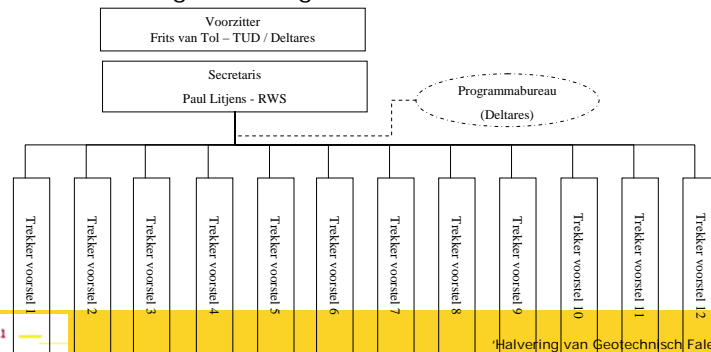 Voorzitter
Frits van Tol – TUD / Deltares
Secretaris
Paul Litjens - RWS
Programmabureau
(Deltares)
Trekker voorstel 1
Trekker voorstel 2
Trekker voorstel 3
Trekker voorstel 4
Trekker voorstel 5
Trekker voorstel 6
Trekker voorstel 7
Trekker voorstel 8
Trekker voorstel 9
Trekker voorstel 10
Trekker voorstel 11
Trekker voorstel 12
1
'Halvering van Geotechnisch Fale